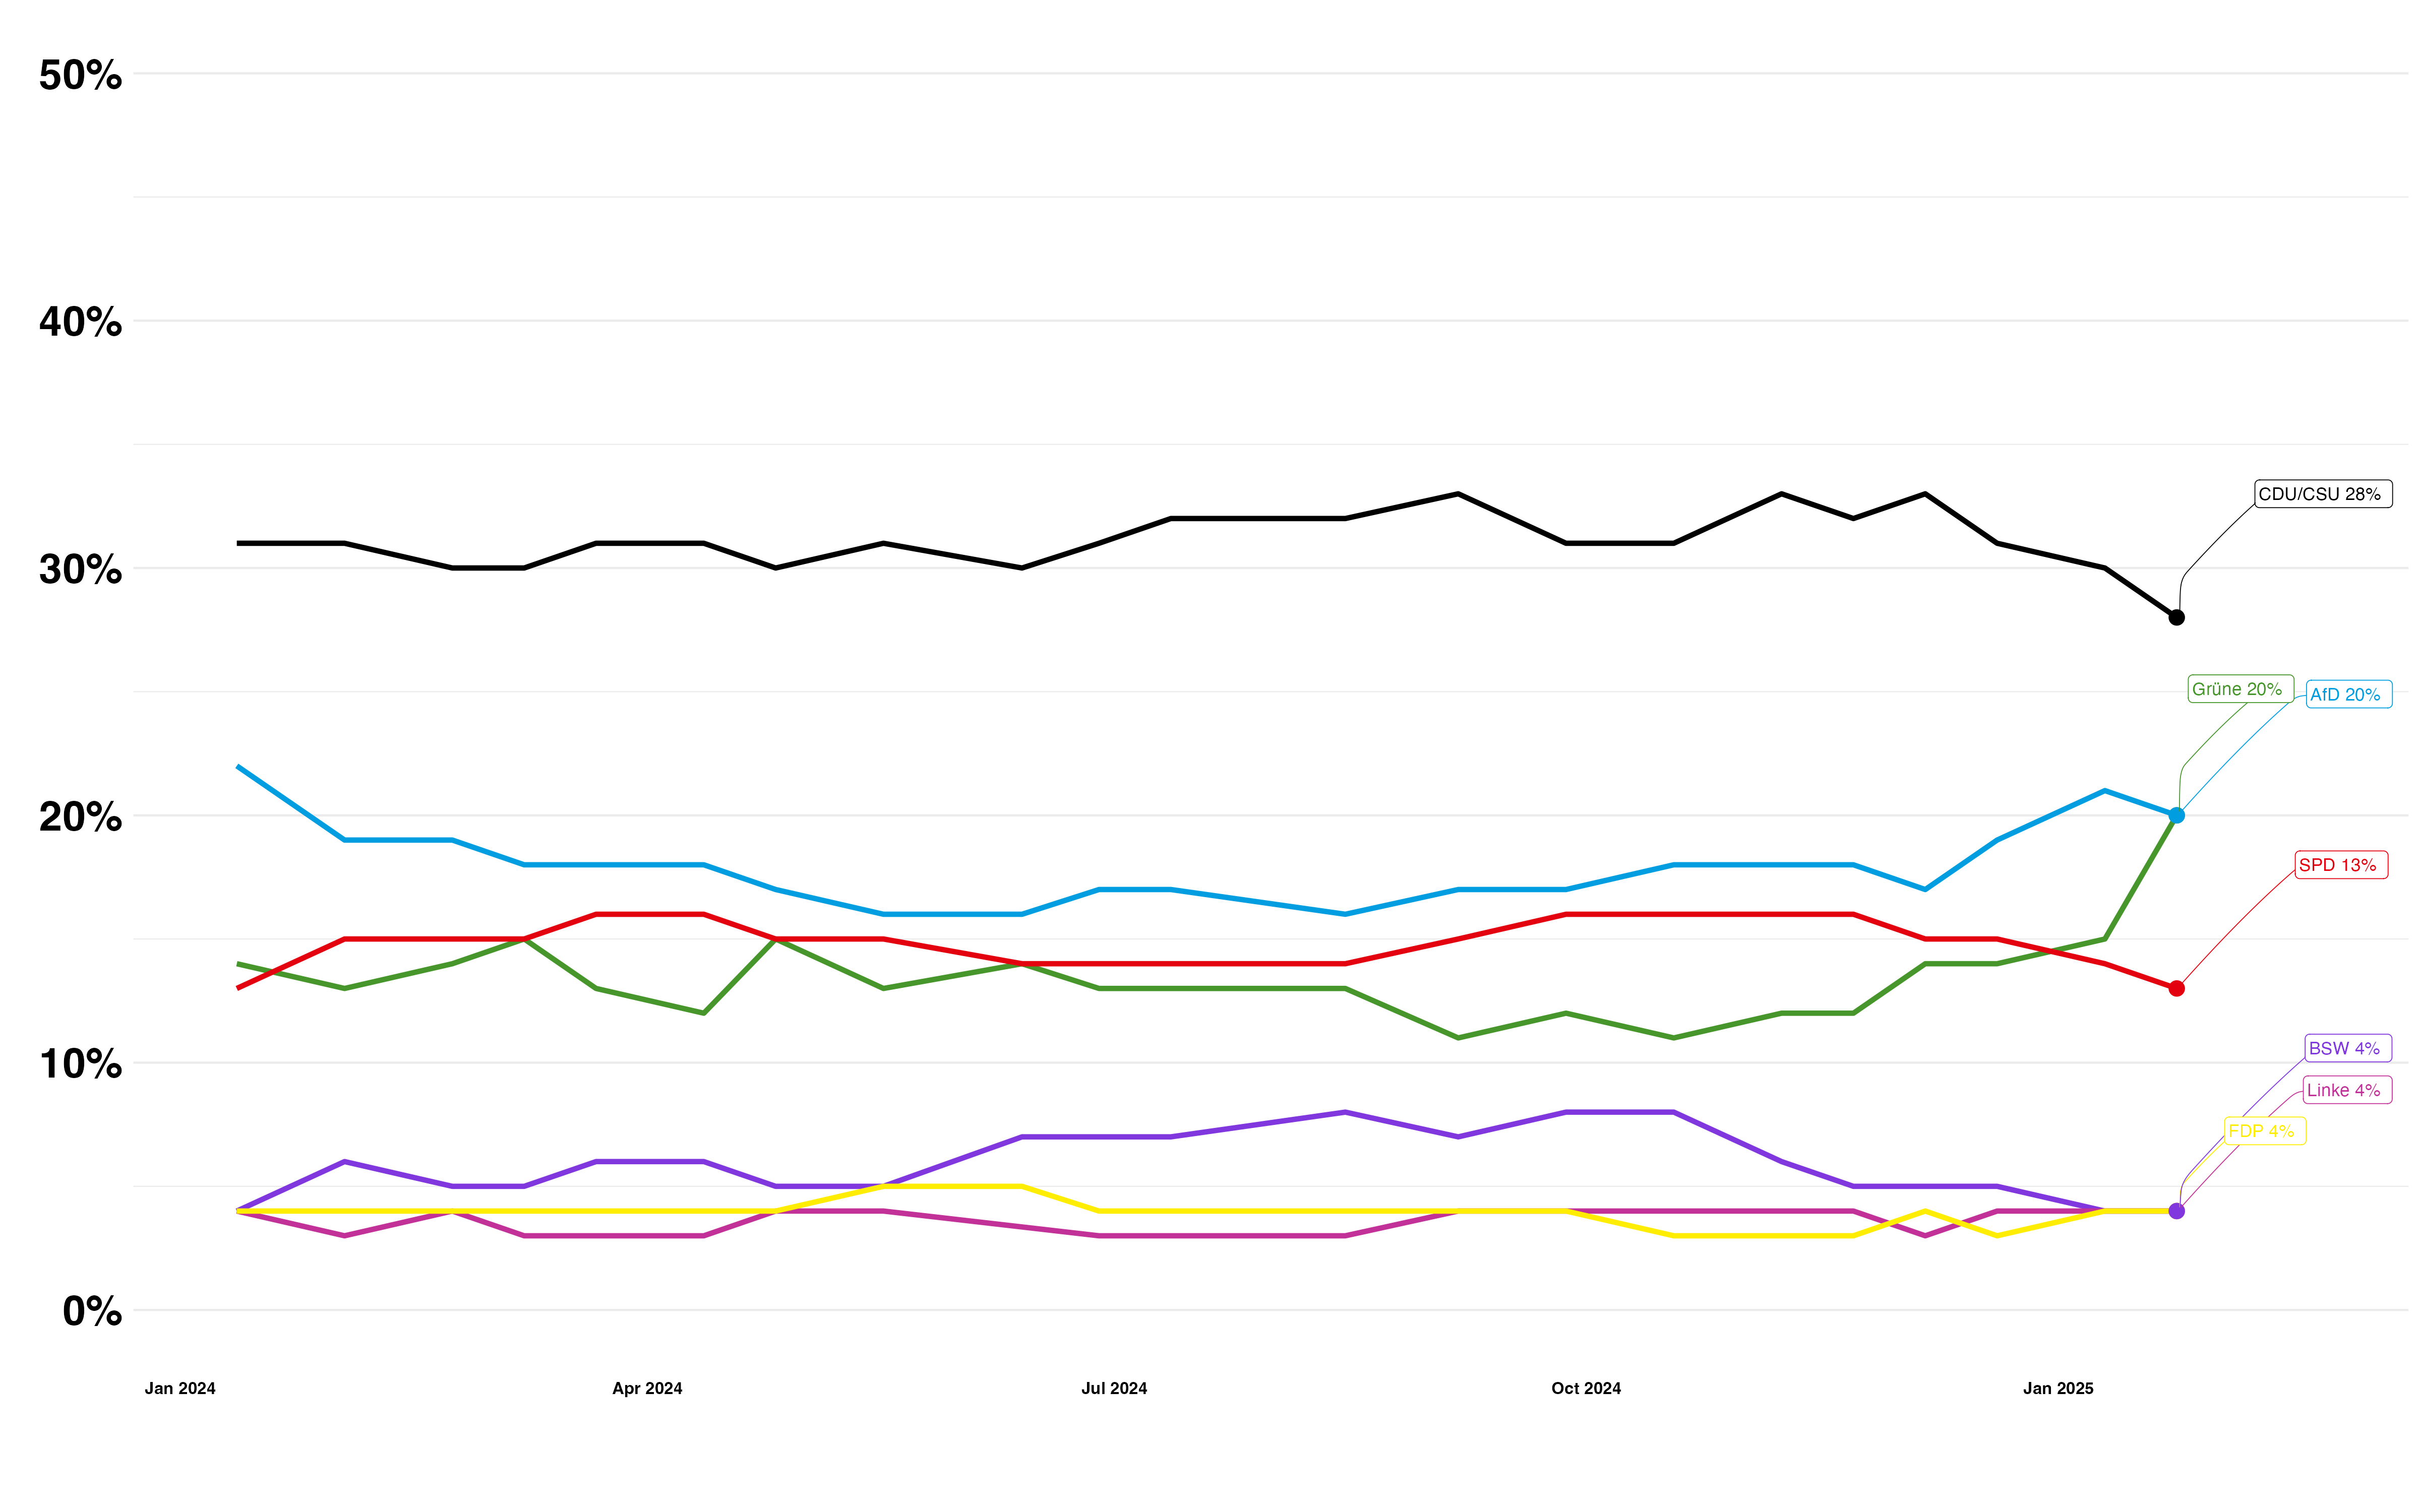 50%
40%
30%
20%
10%
0%
CDU/CSU 28%
Grüne 20%
AfD 20%
SPD 13%
BSW 4%
Linke 4%
FDP 4%
Jan 2024
Apr 2024
Jul 2024
Oct 2024
Jan 2025